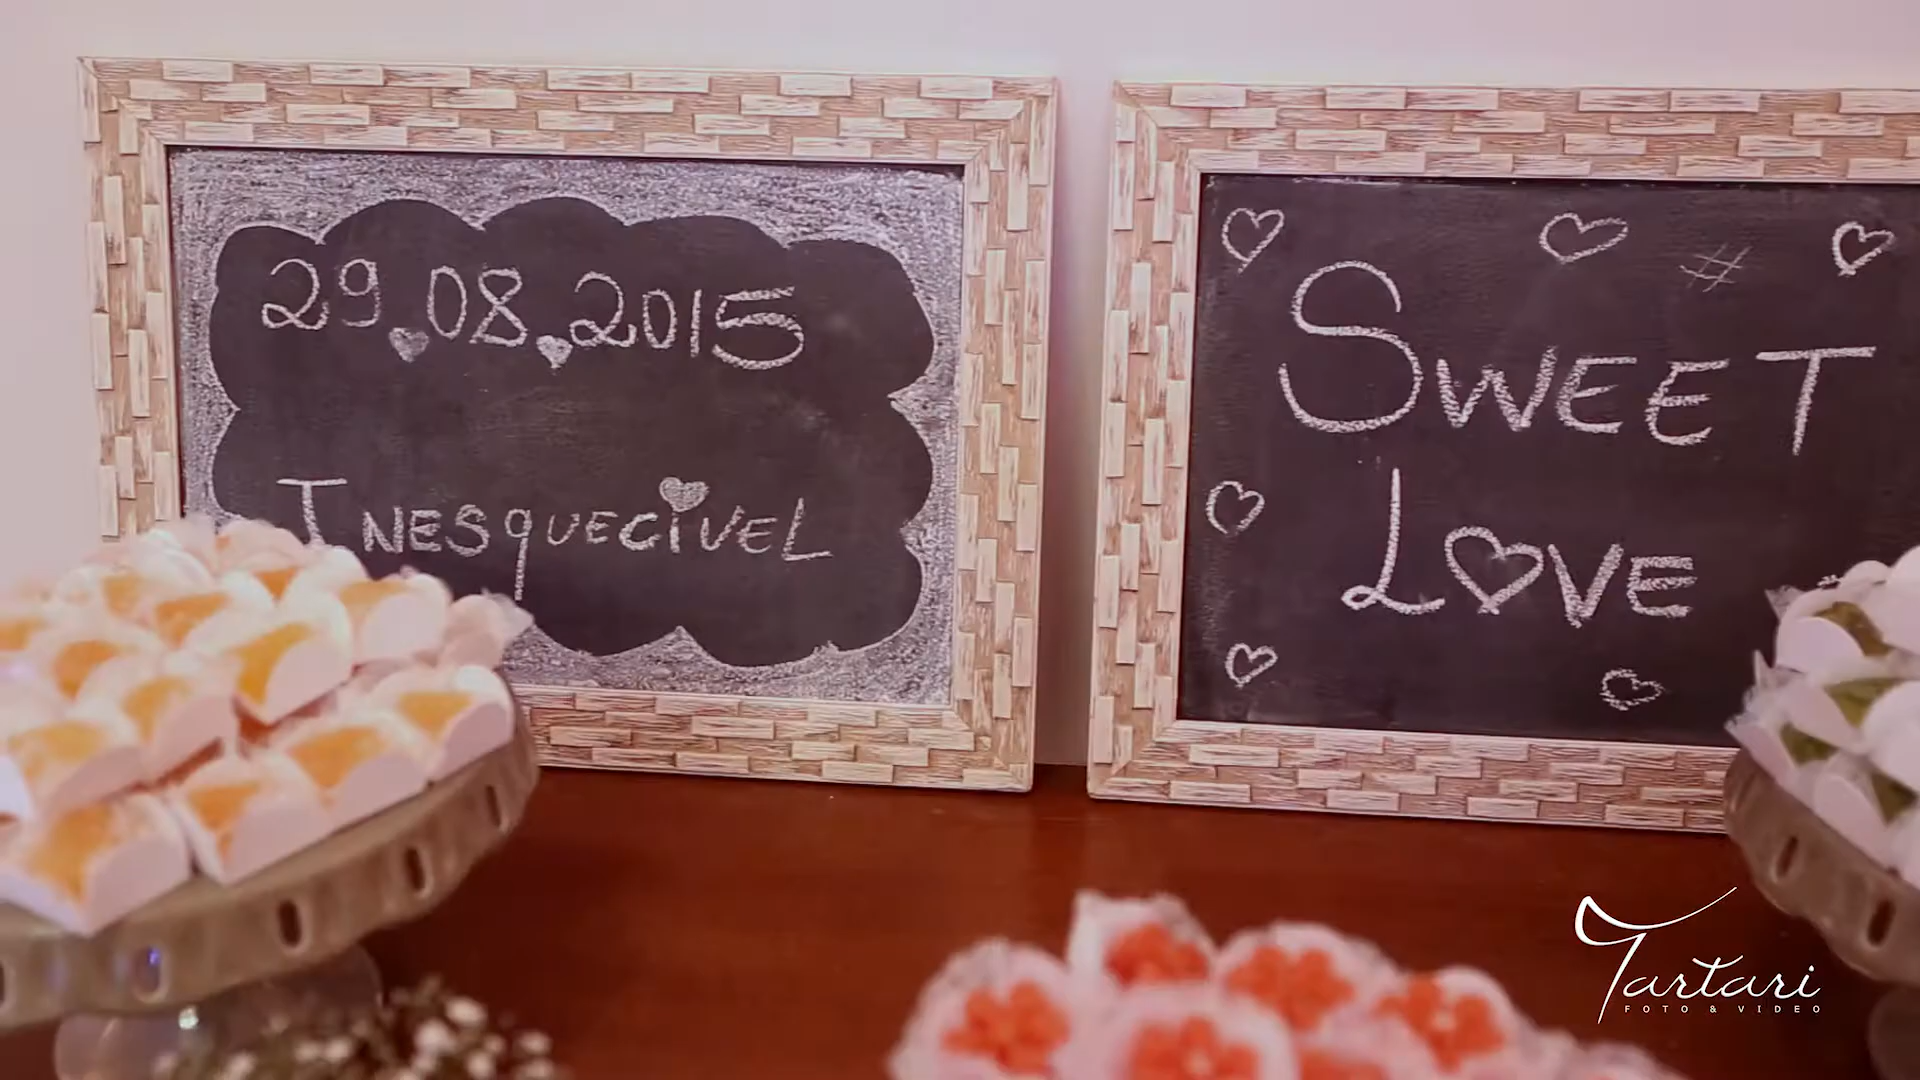 29.08.2015
INESQUECIVEL
#
SWEET
LOVE
Tartari
FOTO & VIDEO